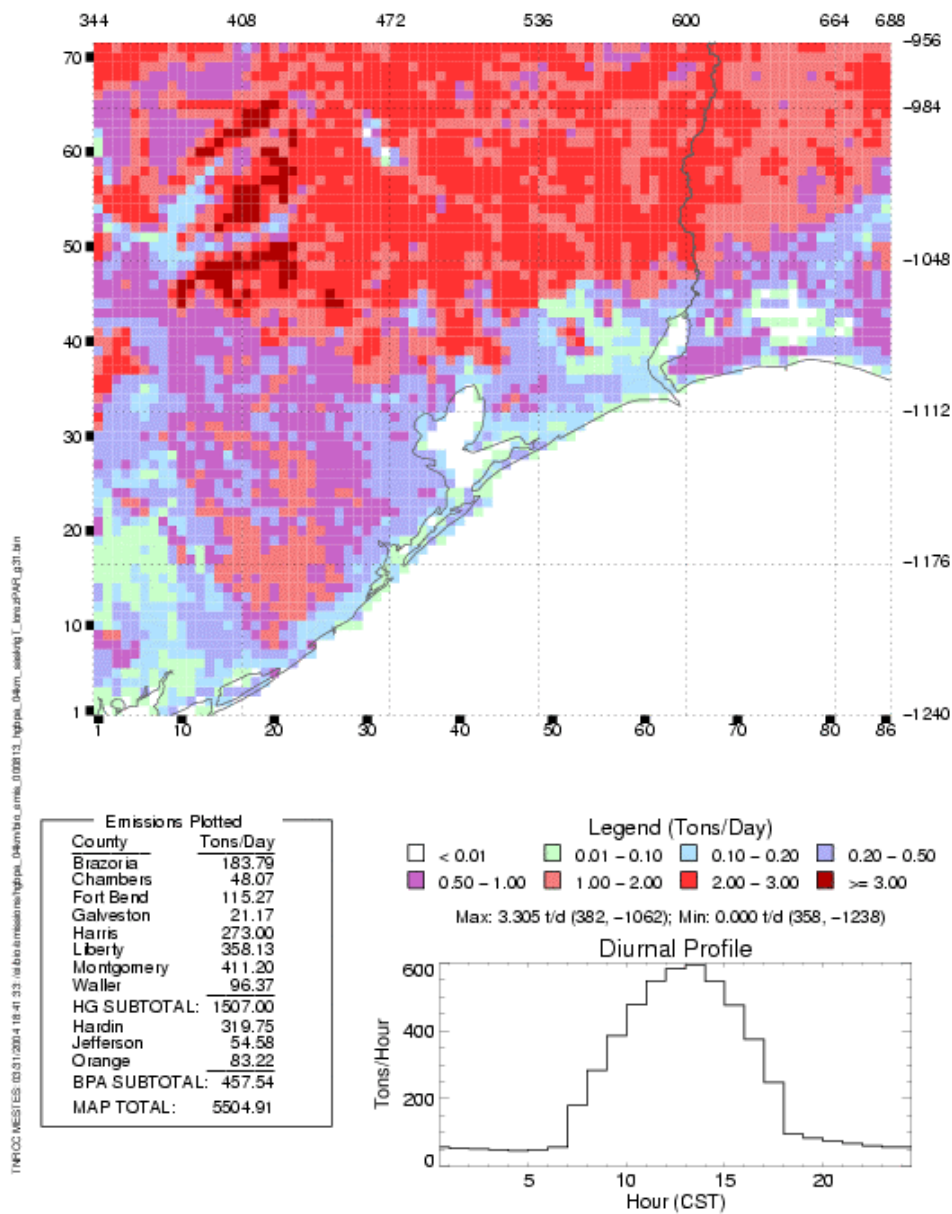 344 408 472 536 600 664 688
70
60
50
40
30
20
10
1
-956
-984
-1048
-1112
-1176
-1240
1 10 20 30 40 50 60 70 80 86
Emissions Plotted
County Tons/Day
Brazoria 183.79
Chambers 48.07
Fort Bend 115.27
Galveston 21.17
Harris 273.00
Liberty 358.13
Montgomery 411.20
Waller 96.37
HG SUBTOTAL: 1507.00
Hardin 319.75
Jefferson 54.58
Orange 83.22
BPA SUBTOTAL: 457.54
MAP TOTAL: 5504.91
Legend (Tons/Day)
< 0.01 0.01 - 0.10 0.10 - 0.20 0.20 - 0.50
0.50 - 1.00 1.00 - 2.00 2.00 - 3.00 >= 3.00
Max: 3.305 t/d (382, -1062); Min: 0.000 t/d (358, -1238)
Diurnal Profile
600
400
200
0
Tons/Hour
5 10 15 20
Hour (CST)